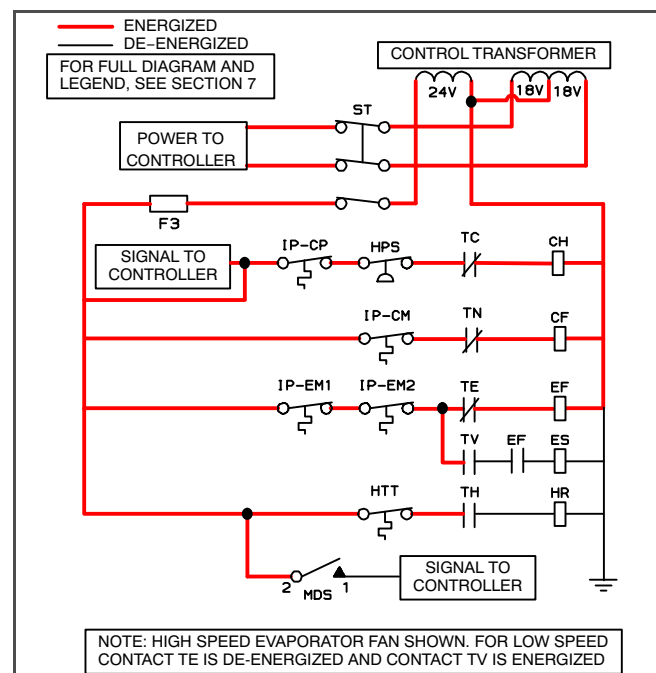 ENERGIZED
DE-ENERGIZED
FOR FULL DIAGRAM AND
LEGEND, SEE SECTION 7
CONTROL TRANSFORMER
24V
18V 18V
ST
POWER TO
CONTROLLER
F3
SIGNAL TO
CONTROLLER
IP-CP HPS TC CH
IP-CM TN CF
IP-EM1 IP-EM2 TE EF
TV EF ES
HTT TH HR
2 MDS 1
SIGNAL TO
CONTROLLER
NOTE: HIGH SPEED EVAPORATOR FAN SHOWN. FOR LOW SPEED
CONTACT TE IS DE-ENERGIZED AND CONTACT TV IS ENERGIZED